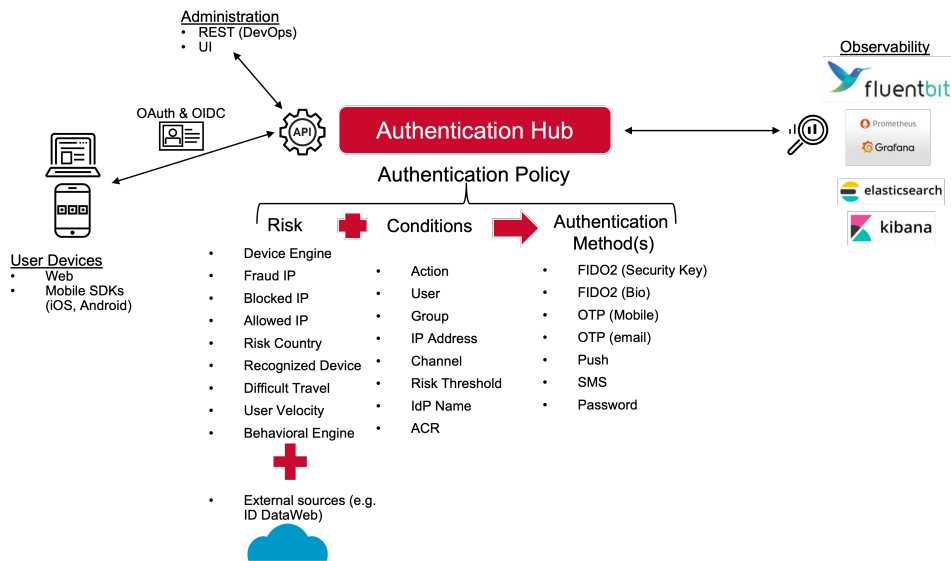 Administration
• REST (DevOps)
• UI
OAuth & OIDC
API
Authentication Hub
Observability
fluentbit
Prometheus
Grafana
elasticsearch
kibana
User Devices
• Web
• Mobile SDKs
(iOS, Android)
Authentication Policy
Risk
• Device Engine
• Fraud IP
• Blocked IP
• Allowed IP
• Risk Country
• Recognized Device
• Difficult Travel
• User Velocity
• Behavioral Engine
• External sources (e.g.
ID DataWeb)
Conditions
• Action
• User
• Group
• IP Address
• Channel
• Risk Threshold
• IdP Name
• ACR
Authentication
Method(s)
• FIDO2 (Security Key)
• FIDO2 (Bio)
• OTP (Mobile)
• OTP (email)
• Push
• SMS
• Password